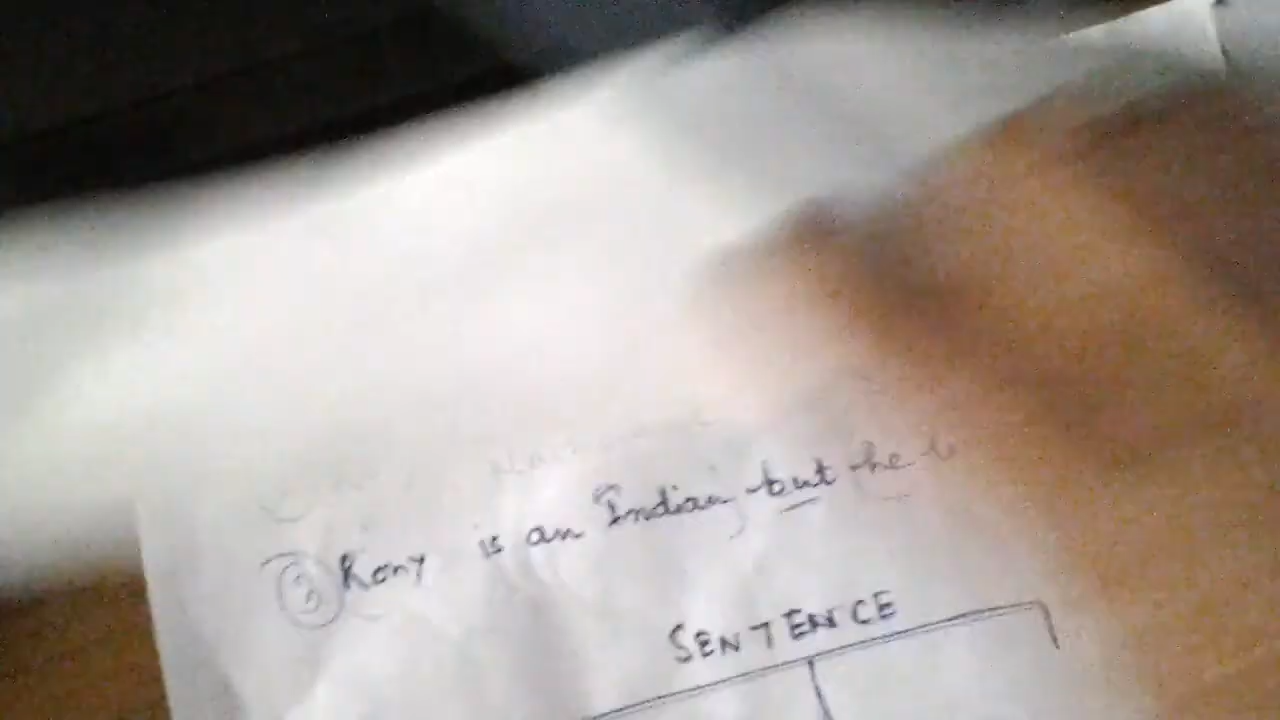 ③ Rony is an Indian, but he
SENTENCE